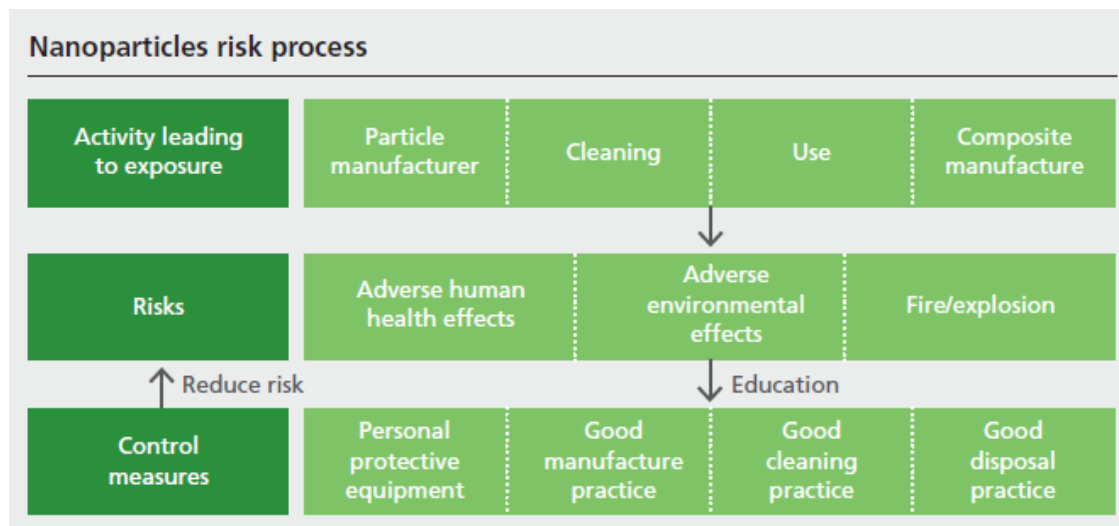 Nanoparticles risk process
Activity leading
to exposure
Particle
manufacturer
Cleaning
Use
Composite
manufacture
Risks
Adverse human
health effects
Adverse
environmental
effects
Fire/explosion
Reduce risk
Education
Control
measures
Personal
protective
equipment
Good
manufacture
practice
Good
cleaning
practice
Good
disposal
practice